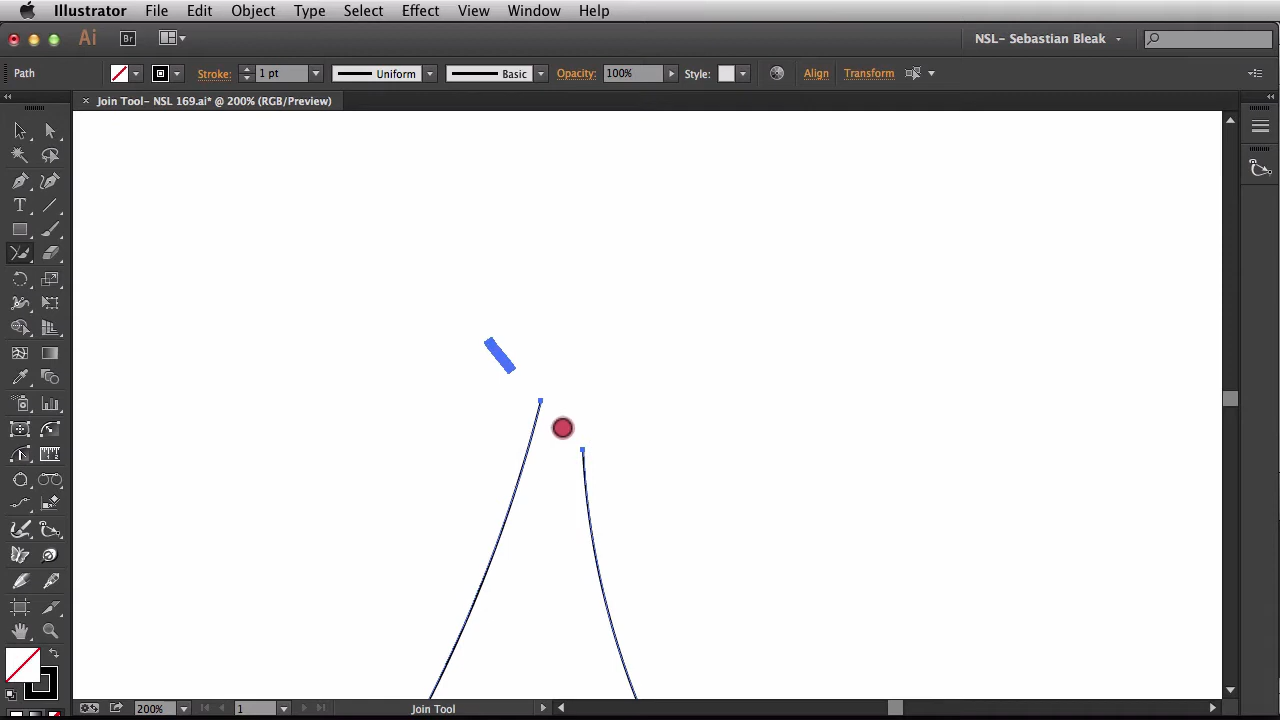 Illustrator File Edit Object Type Select Effect View Window Help
Ai Br NSL- Sebastian Bleak
Path Stroke: 1 pt Uniform Basic Opacity: 100% Style: Align Transform
× Join Tool- NSL 169.ai* @ 200% (RGB/Preview)
T
200% 1 Join Tool